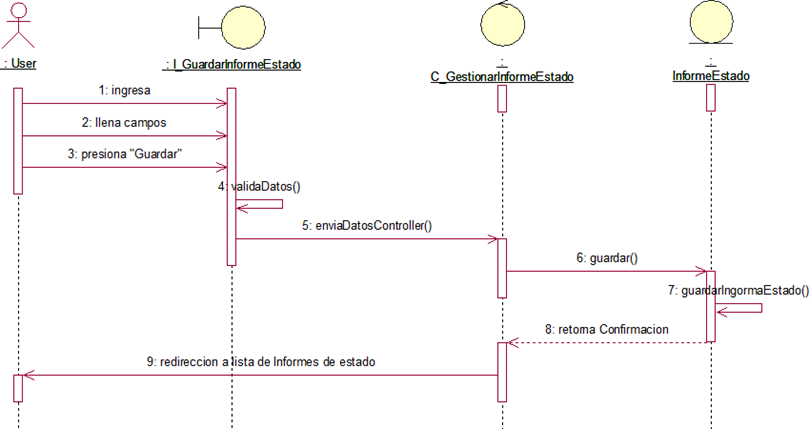 : User
: I_GuardarInformeEstado
:
C_GestionarInformeEstado
:
InformeEstado
1: ingresa
2: llena campos
3: presiona "Guardar"
4: validaDatos()
5: enviaDatosController()
6: guardar()
7: guardarIngormaEstado()
8: retorna Confirmacion
9: redireccion a lista de Informes de estado